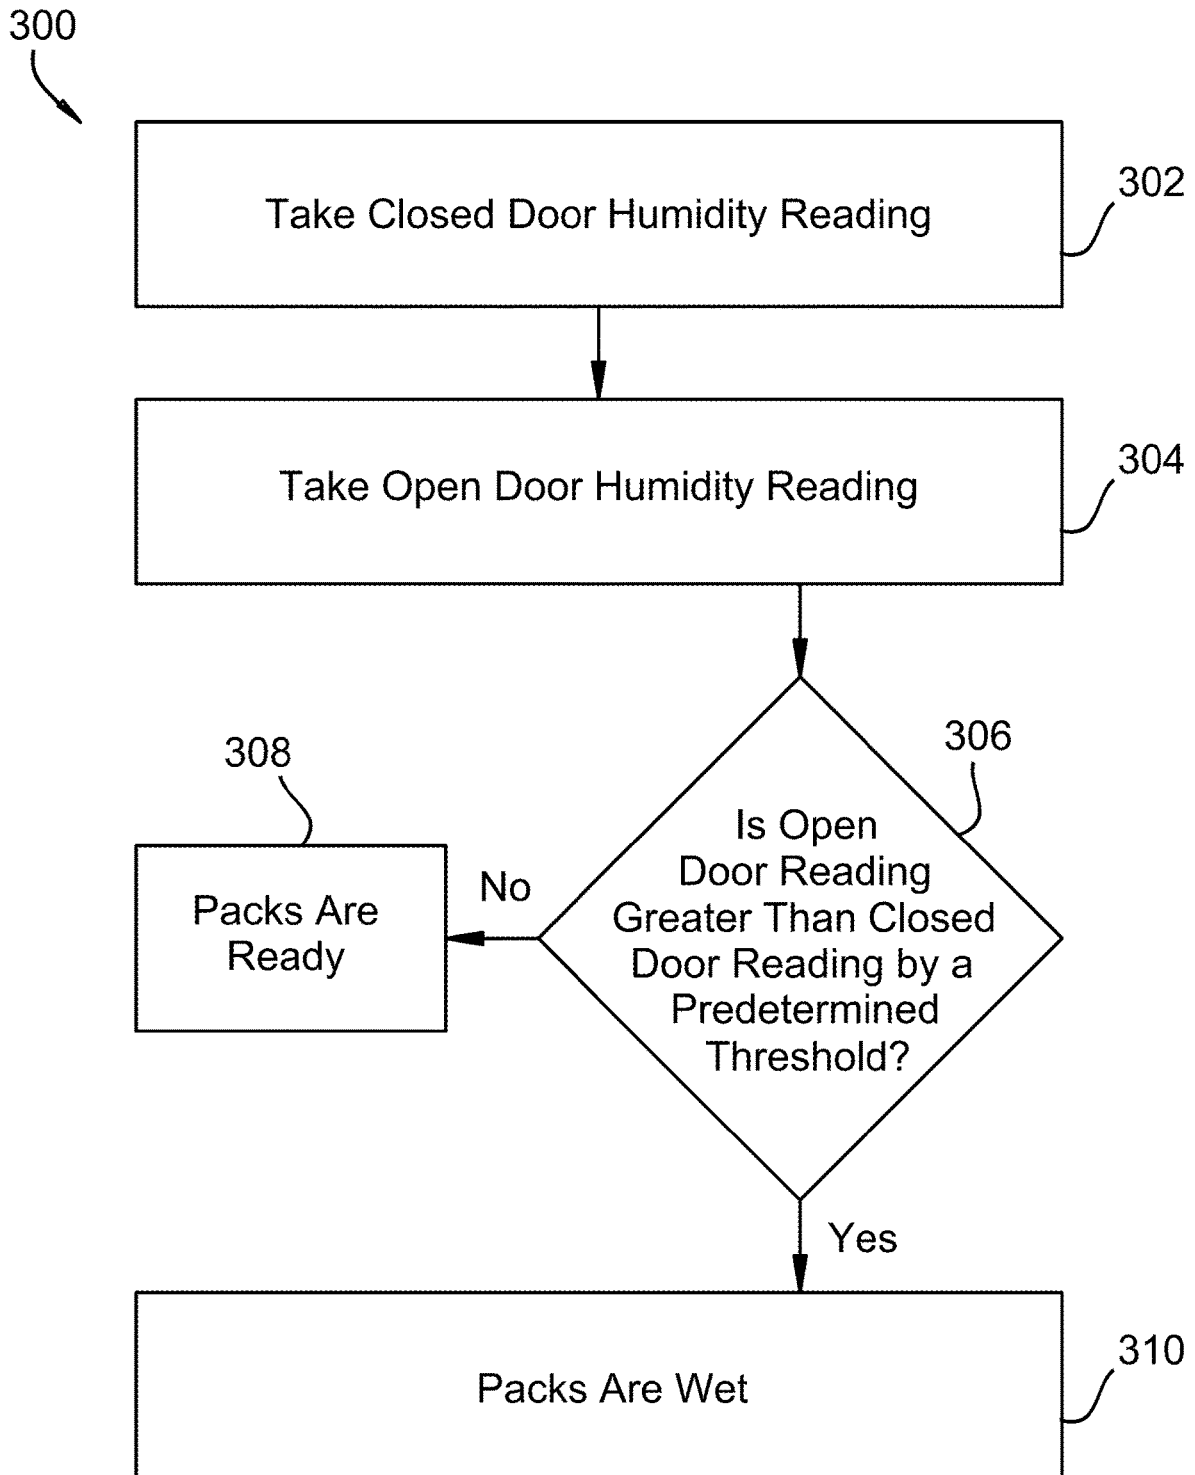 300
Take Closed Door Humidity Reading
302
Take Open Door Humidity Reading
304
306
Is Open
Door Reading
Greater Than Closed
Door Reading by a
Predetermined
Threshold?
308
No
Packs Are
Ready
Yes
Packs Are Wet
310